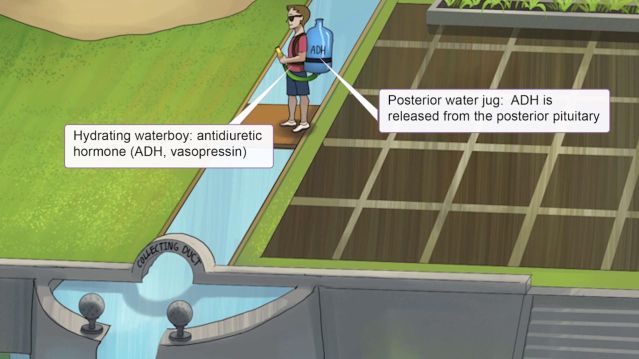 ADH
Posterior water jug:  ADH is
released from the posterior pituitary
Hydrating waterboy: antidiuretic
hormone (ADH, vasopressin)
COLLECTING DUCT